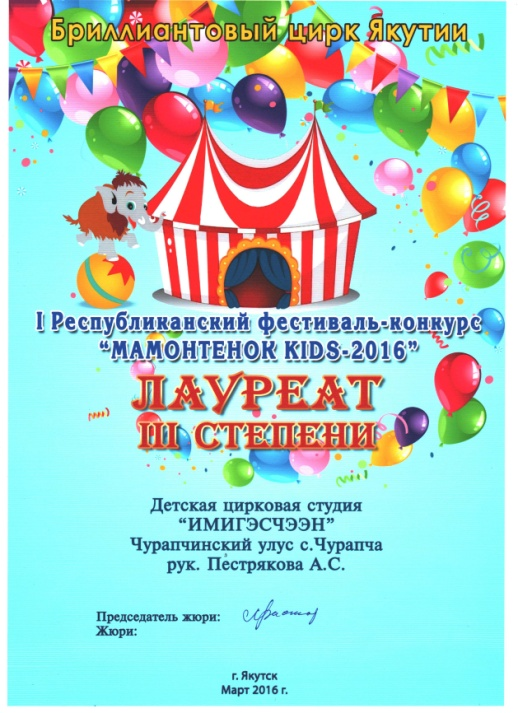 Бриллиантовый цирк Якутии
I Республиканский фестиваль-конкурс
“МАМОНТЕНОК KIDS-2016”
ЛАУРЕАТ
III СТЕПЕНИ
Детская цирковая студия
“ИМИГЭСЧЭЭН”
Чурапчинский улус с.Чурапча
рук. Пестрякова А.С.
Председатель жюри:
Жюри:
г. Якутск
Март 2016 г.